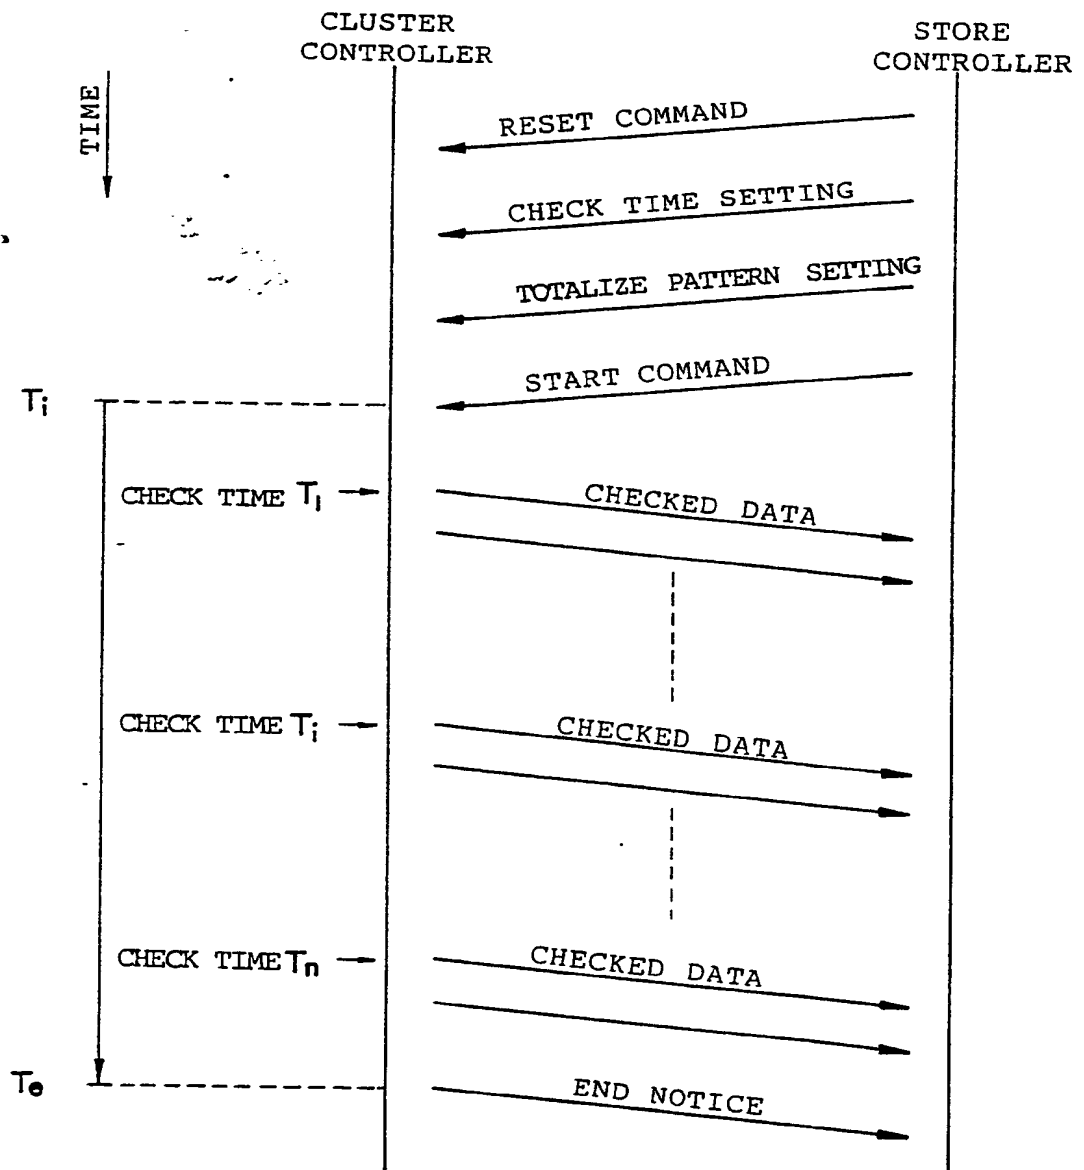 CLUSTER
CONTROLLER
STORE
CONTROLLER
TIME
RESET COMMAND
CHECK TIME SETTING
TOTALIZE PATTERN SETTING
START COMMAND
Ti
CHECK TIME T1
CHECKED DATA
CHECK TIME Ti
CHECKED DATA
CHECK TIME Tn
CHECKED DATA
Te
END NOTICE